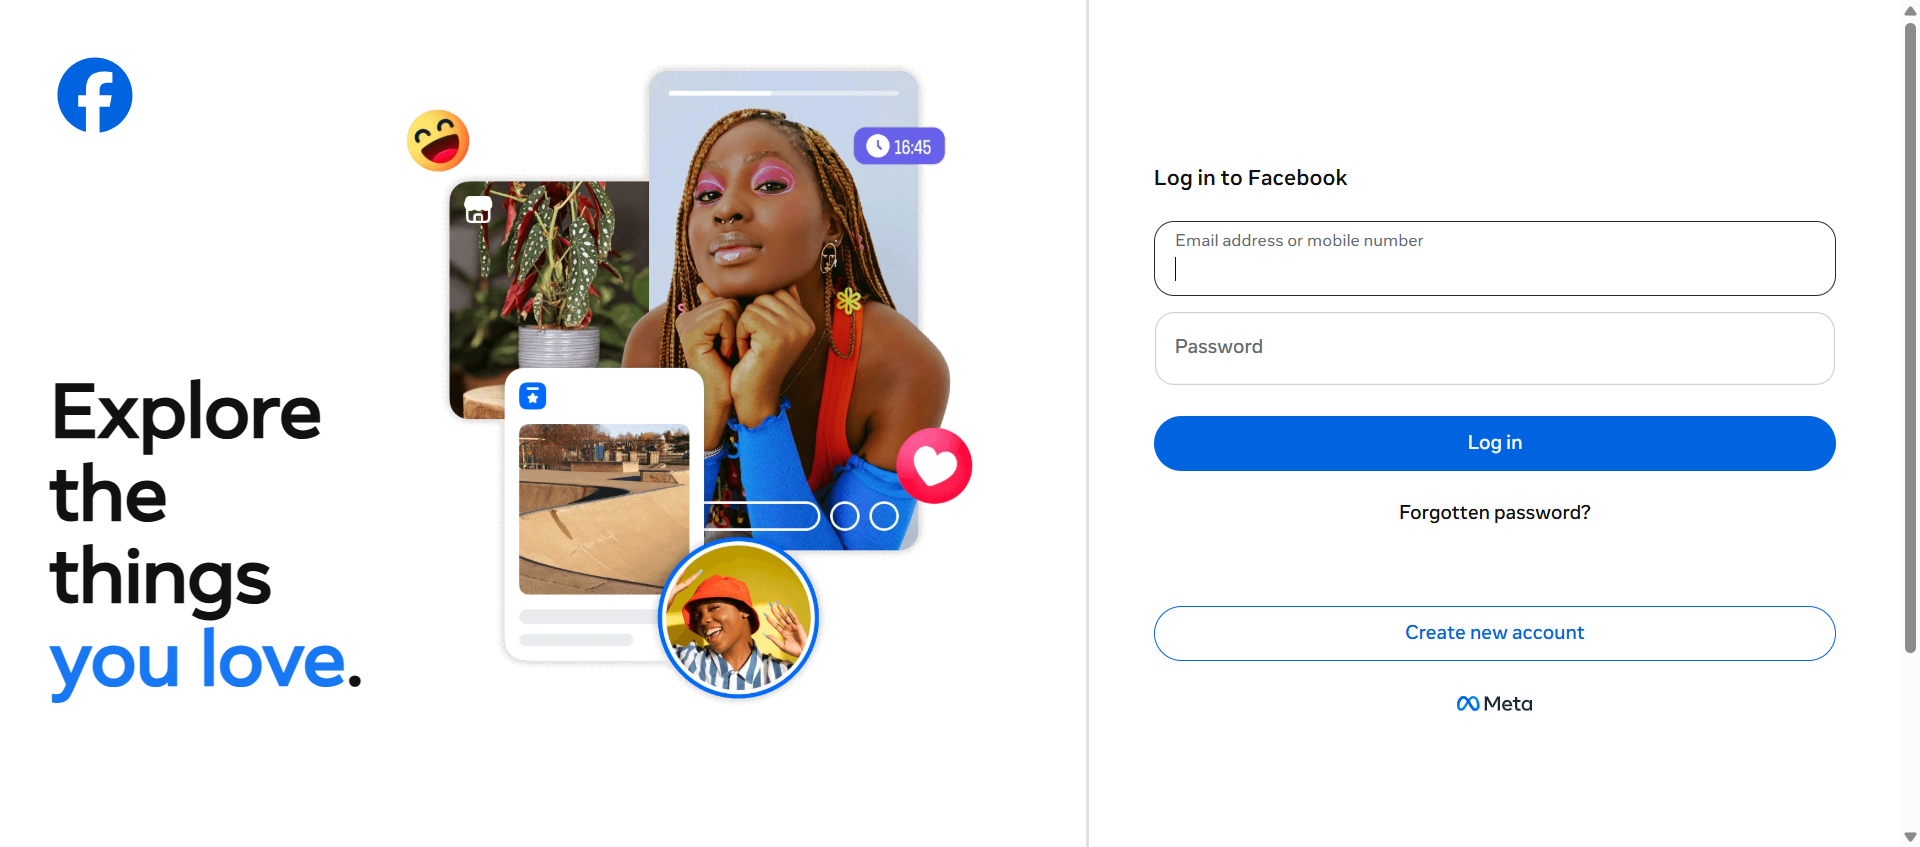 16:45
Explore
the
things
you love.
Log in to Facebook
Email address or mobile number
Password
Log in
Forgotten password?
Create new account
Meta